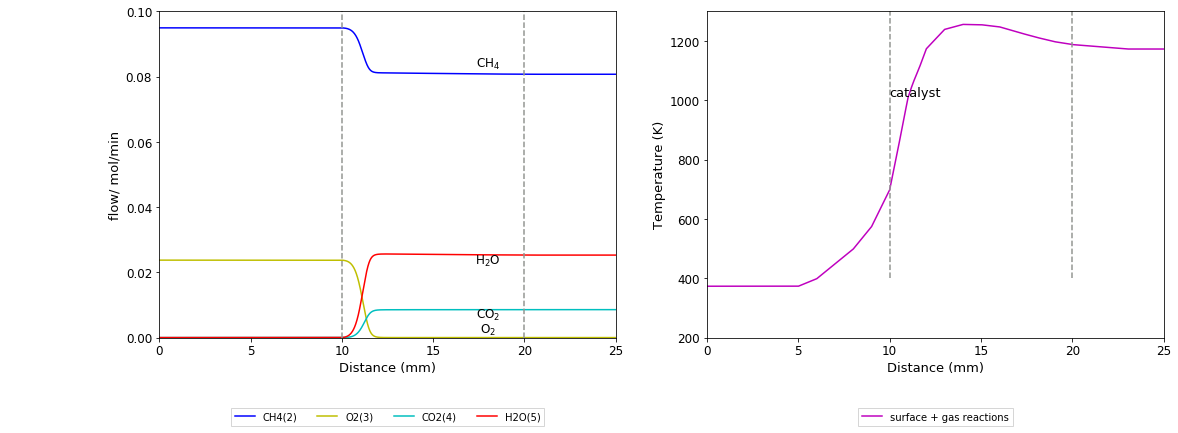 0.10
0.08
0.06
0.04
0.02
0.00
flow/ mol/min
CH₄
H₂O
CO₂
O₂
0 5 10 15 20 25
Distance (mm)
CH4(2) O2(3) CO2(4) H2O(5)
1200
1000
800
600
400
200
Temperature (K)
catalyst
0 5 10 15 20 25
Distance (mm)
surface + gas reactions